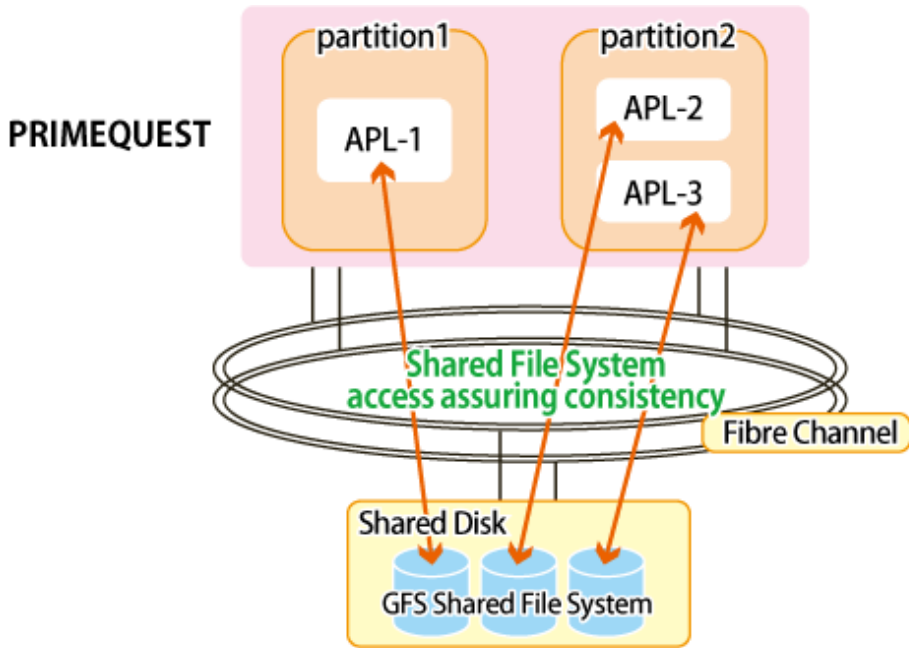 partition1
partition2
PRIMEQUEST
APL-1
APL-2
APL-3
Shared File System
access assuring consistency
Fibre Channel
Shared Disk
GFS Shared File System